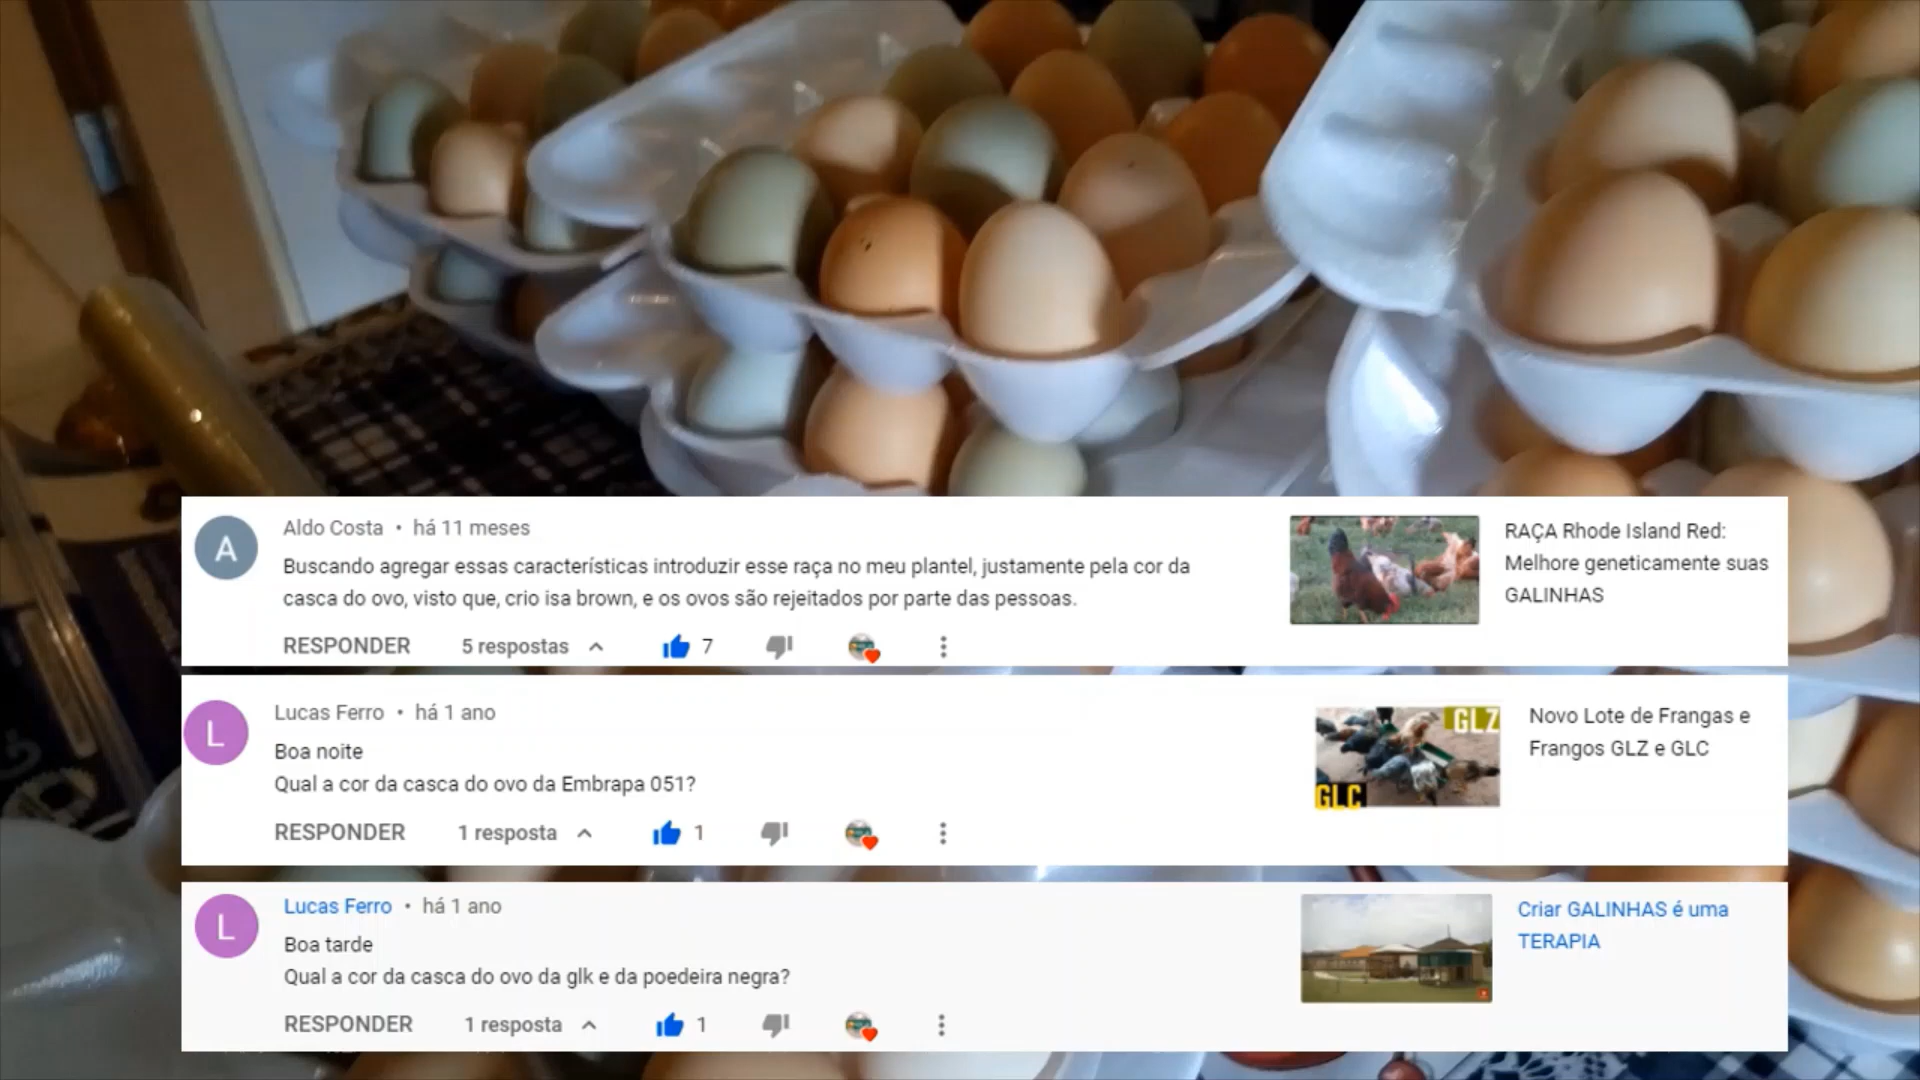 A
Aldo Costa • há 11 meses
Buscando agregar essas características introduzir esse raça no meu plantel, justamente pela cor da
casca do ovo, visto que, crio isa brown, e os ovos são rejeitados por parte das pessoas.
RESPONDER 5 respostas 7
RAÇA Rhode Island Red:
Melhore geneticamente suas
GALINHAS
L
Lucas Ferro • há 1 ano
Boa noite
Qual a cor da casca do ovo da Embrapa 051?
RESPONDER 1 resposta 1
GLZ
GLC
Novo Lote de Frangas e
Frangos GLZ e GLC
L
Lucas Ferro • há 1 ano
Boa tarde
Qual a cor da casca do ovo da glk e da poedeira negra?
RESPONDER 1 resposta 1
Criar GALINHAS é uma
TERAPIA